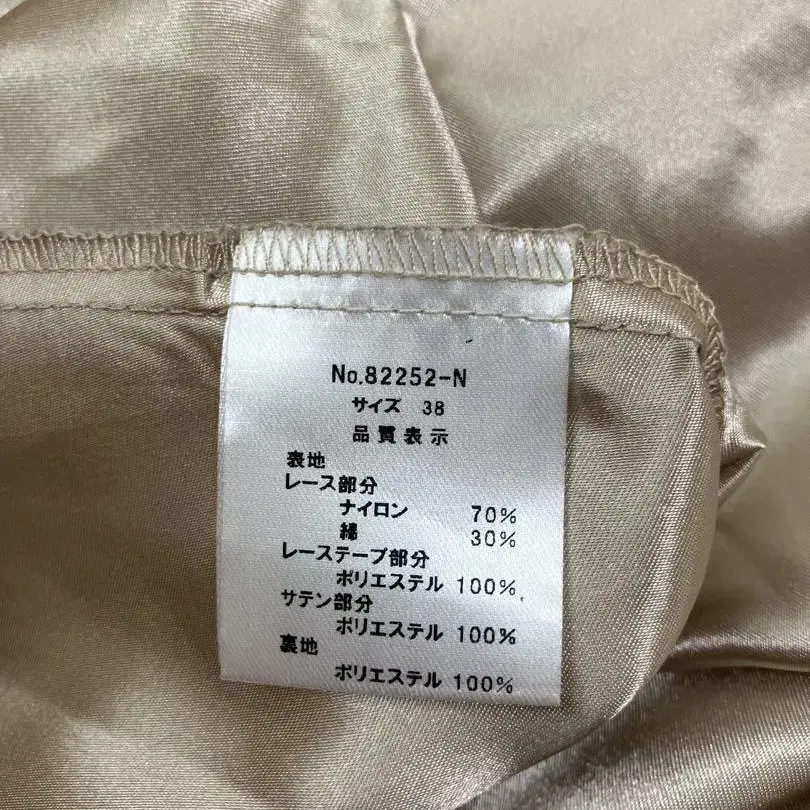 No.82252-N
サイズ 38
品質表示
表地
レース部分
ナイロン 70%
綿 30%
レーステープ部分
ポリエステル 100%
サテン部分
ポリエステル 100%
裏地
ポリエステル 100%